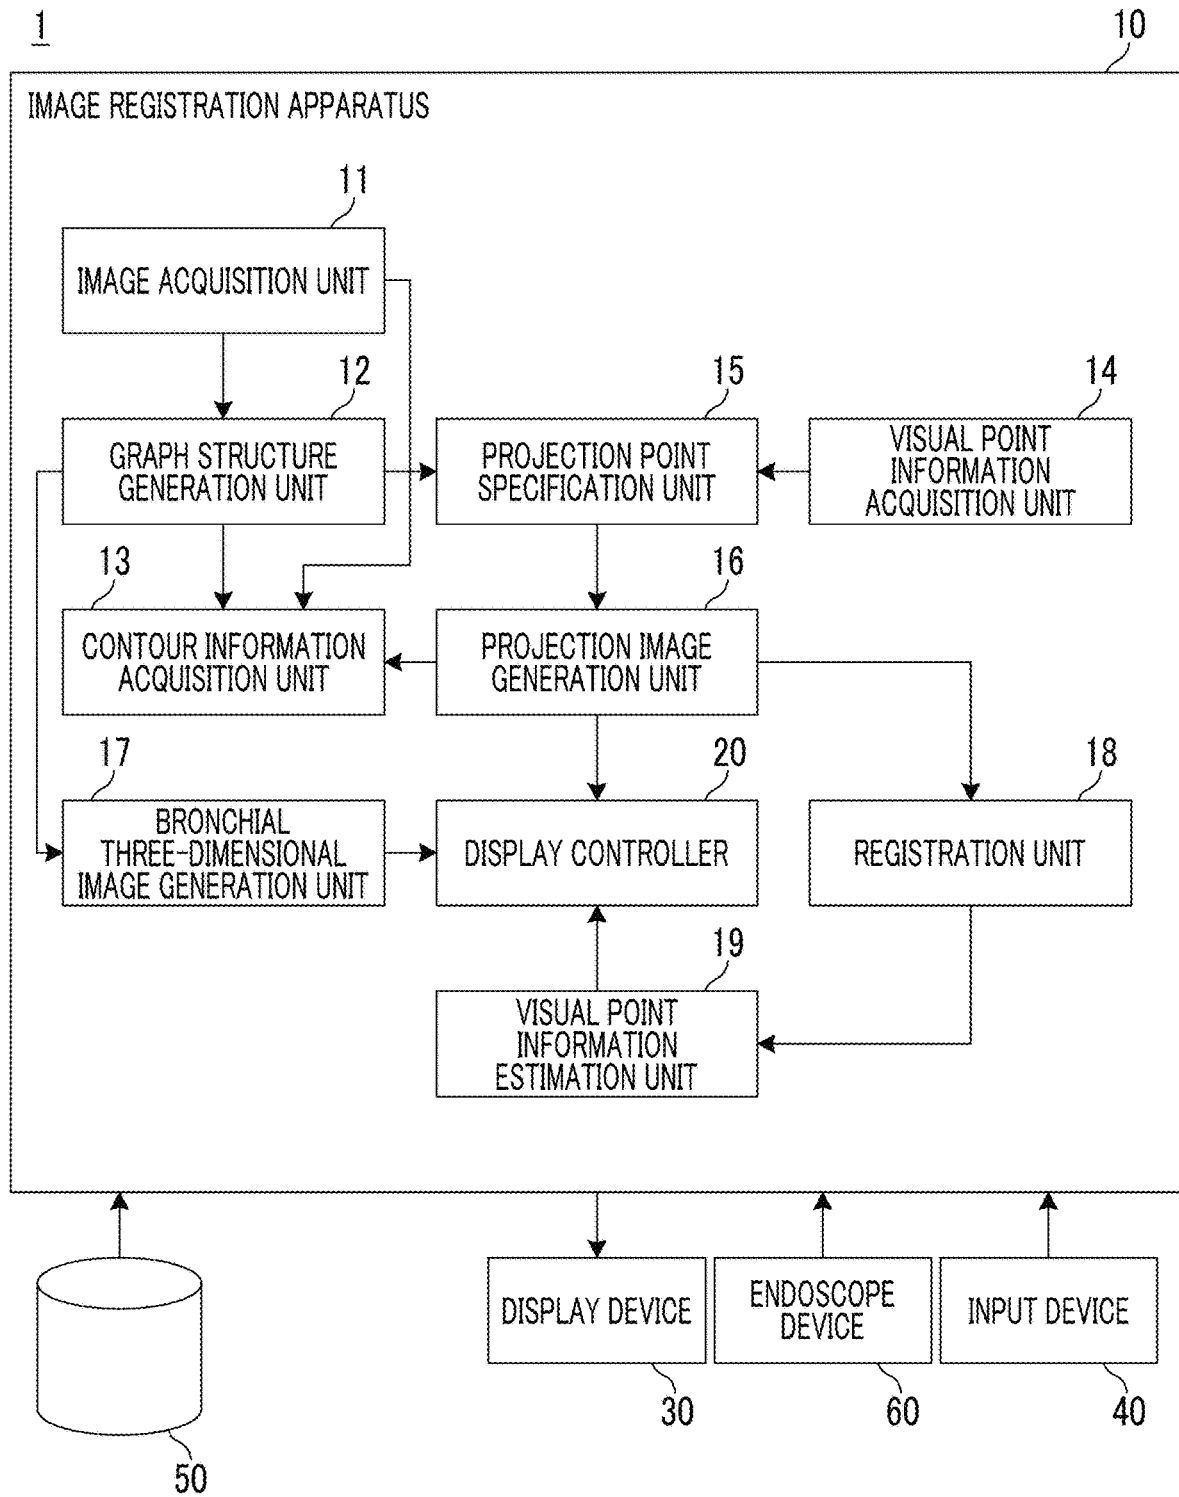 1
10
IMAGE REGISTRATION APPARATUS
11
IMAGE ACQUISITION UNIT
12
GRAPH STRUCTURE
GENERATION UNIT
15
PROJECTION POINT
SPECIFICATION UNIT
14
VISUAL POINT
INFORMATION
ACQUISITION UNIT
13
CONTOUR INFORMATION
ACQUISITION UNIT
16
PROJECTION IMAGE
GENERATION UNIT
17
BRONCHIAL
THREE-DIMENSIONAL
IMAGE GENERATION UNIT
20
DISPLAY CONTROLLER
18
REGISTRATION UNIT
19
VISUAL POINT
INFORMATION
ESTIMATION UNIT
50
DISPLAY DEVICE
30
ENDOSCOPE
DEVICE
60
INPUT DEVICE
40